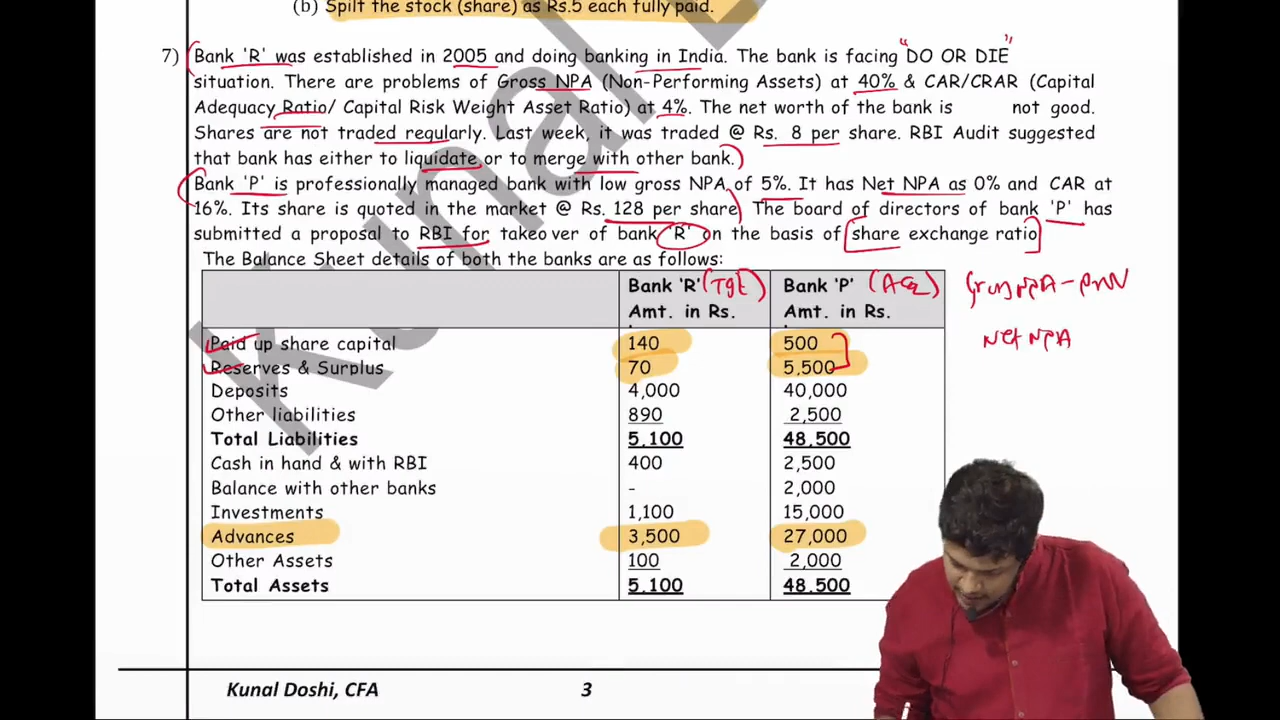 (b) Spilt the stock (share) as Rs.5 each fully paid.
7) Bank 'R' was established in 2005 and doing banking in India. The bank is facing "DO OR DIE"
situation. There are problems of Gross NPA (Non-Performing Assets) at 40% & CAR/CRAR (Capital
Adequacy Ratio/ Capital Risk Weight Asset Ratio) at 4%. The net worth of the bank is not good.
Shares are not traded regularly. Last week, it was traded @ Rs. 8 per share. RBI Audit suggested
that bank has either to liquidate or to merge with other bank.
Bank 'P' is professionally managed bank with low gross NPA of 5%. It has Net NPA as 0% and CAR at
16%. Its share is quoted in the market @ Rs. 128 per share. The board of directors of bank 'P' has
submitted a proposal to RBI for takeover of bank 'R' on the basis of share exchange ratio
The Balance Sheet details of both the banks are as follows:
Bank 'R' (Tgt) Bank 'P' (Acq) Gross NPA - Prov
Amt. in Rs. Amt. in Rs.
Paid up share capital 140 500 Net NPA
Reserves & Surplus 70 5,500
Deposits 4,000 40,000
Other liabilities 890 2,500
Total Liabilities 5,100 48,500
Cash in hand & with RBI 400 2,500
Balance with other banks - 2,000
Investments 1,100 15,000
Advances 3,500 27,000
Other Assets 100 2,000
Total Assets 5,100 48,500
Kunal Doshi, CFA 3